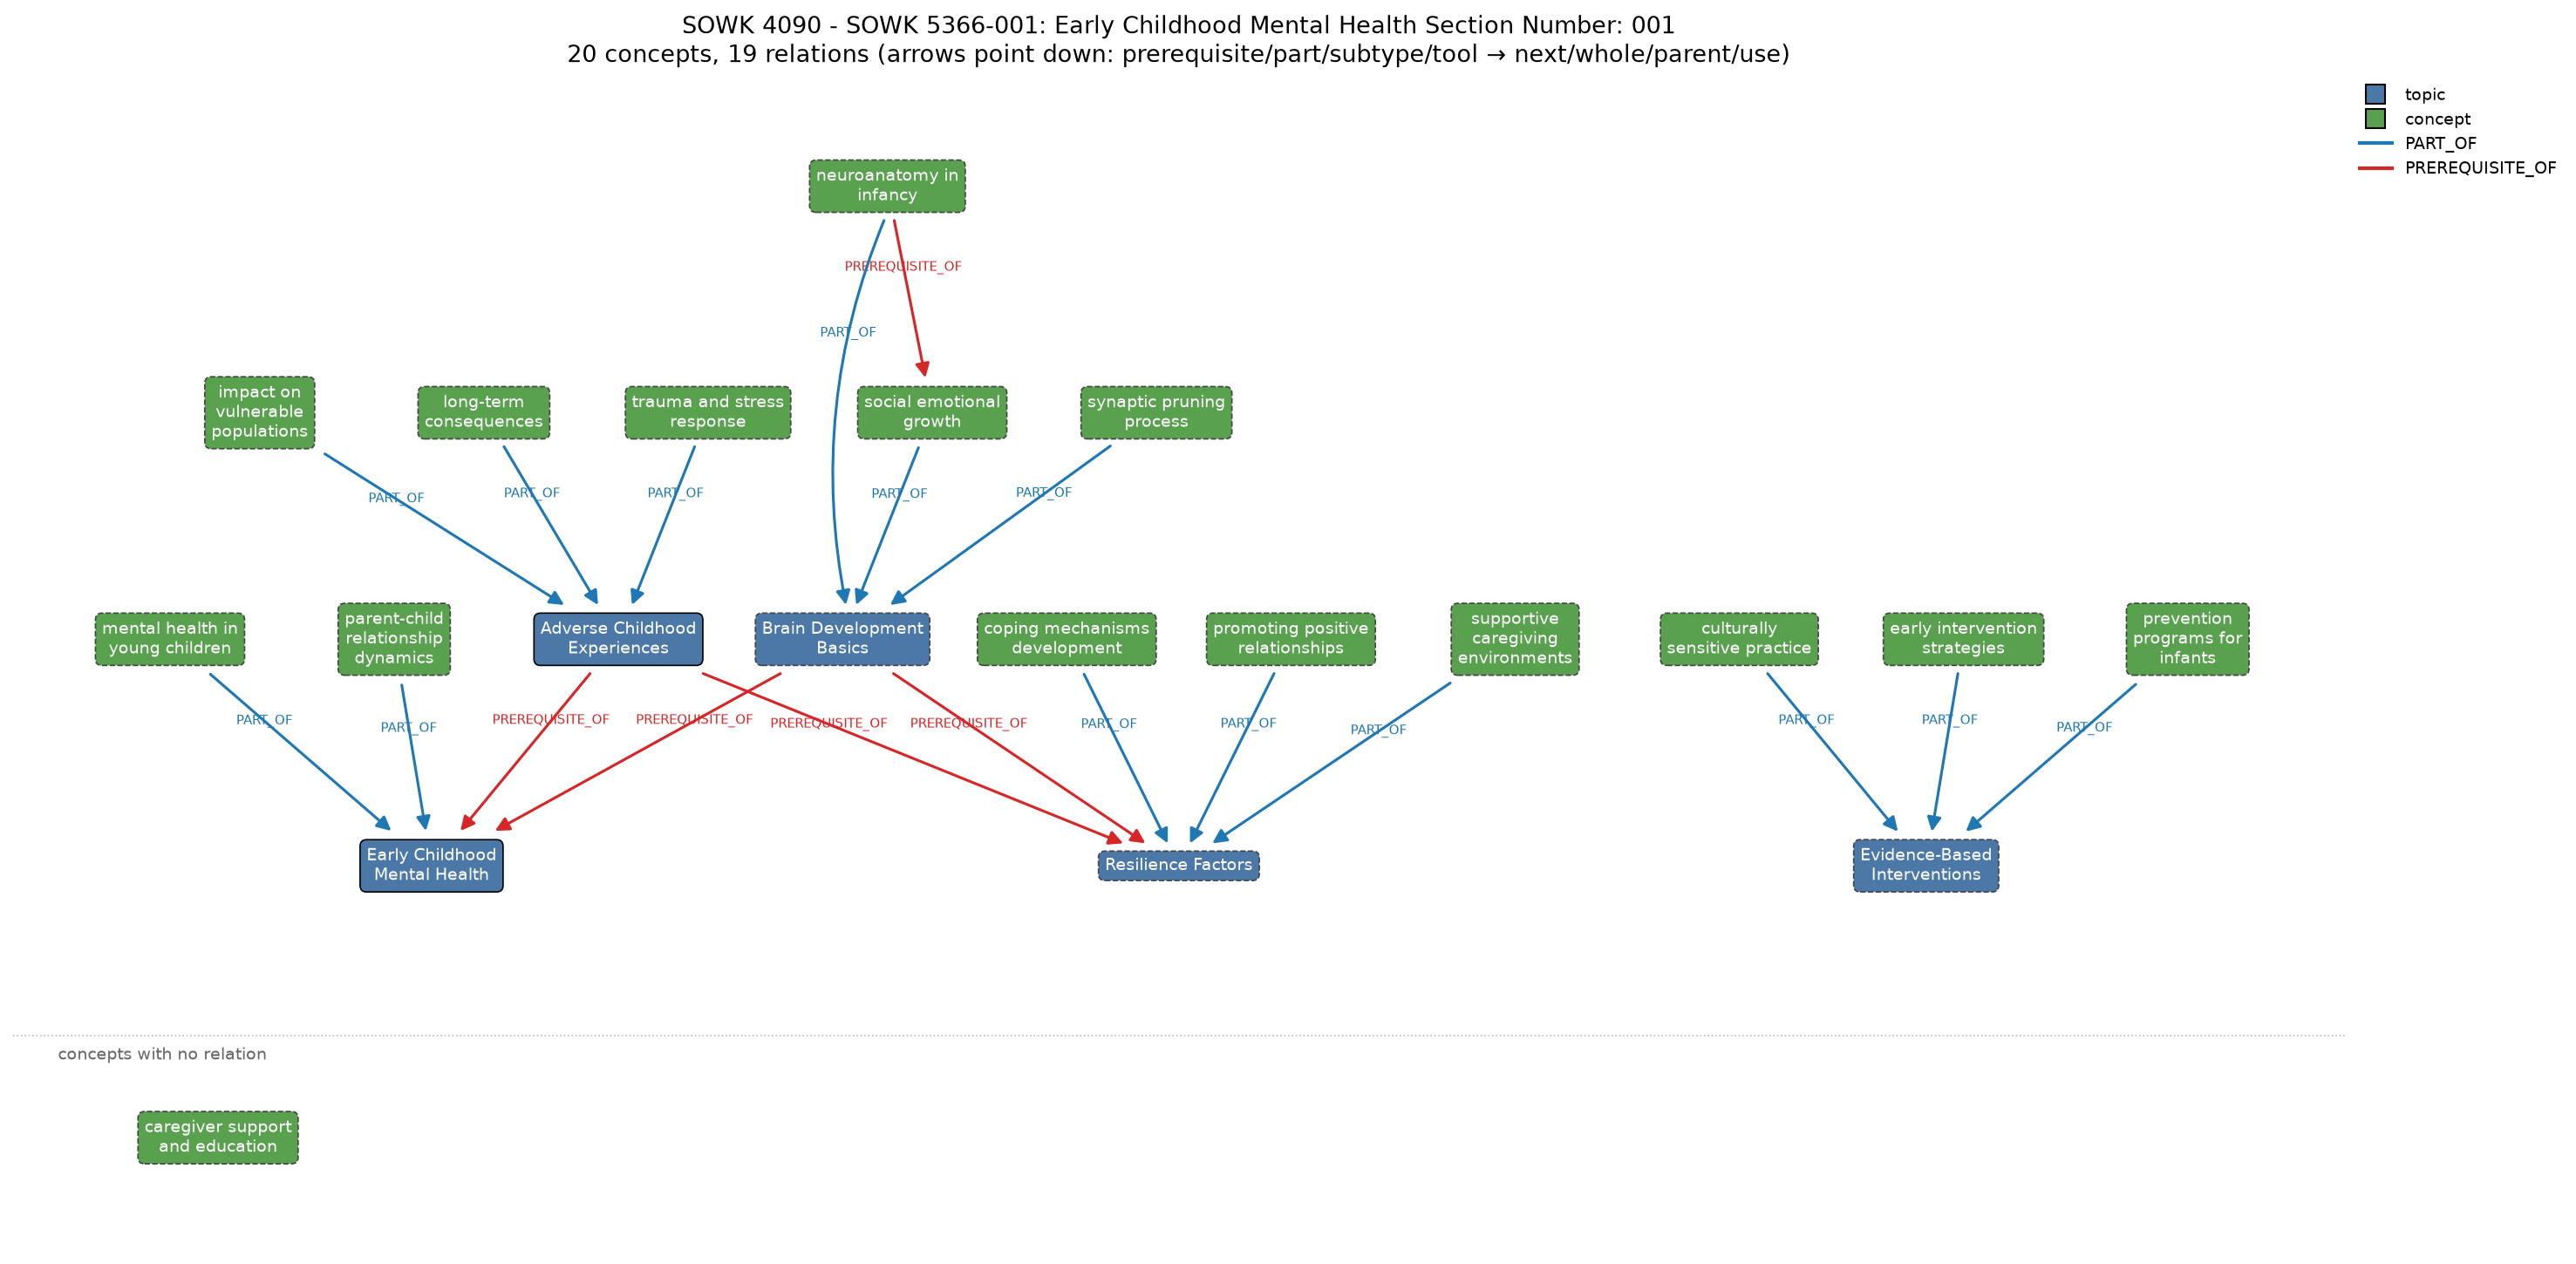 SOWK 4090 - SOWK 5366-001: Early Childhood Mental Health Section Number: 001
20 concepts, 19 relations (arrows point down: prerequisite/part/subtype/tool → next/whole/parent/use)
topic
concept
PART_OF
PREREQUISITE_OF
neuroanatomy in
infancy
PREREQUISITE_OF
PART_OF
impact on
vulnerable
populations
long-term
consequences
trauma and stress
response
social emotional
growth
synaptic pruning
process
PART_OF
PART_OF
PART_OF
PART_OF
PART_OF
mental health in
young children
parent-child
relationship
dynamics
Adverse Childhood
Experiences
Brain Development
Basics
coping mechanisms
development
promoting positive
relationships
supportive
caregiving
environments
culturally
sensitive practice
early intervention
strategies
prevention
programs for
infants
PART_OF
PART_OF
PREREQUISITE_OF
PREREQUISITE_OF
PREREQUISITE_OF
PREREQUISITE_OF
PART_OF
PART_OF
PART_OF
PART_OF
PART_OF
PART_OF
Early Childhood
Mental Health
Resilience Factors
Evidence-Based
Interventions
concepts with no relation
caregiver support
and education